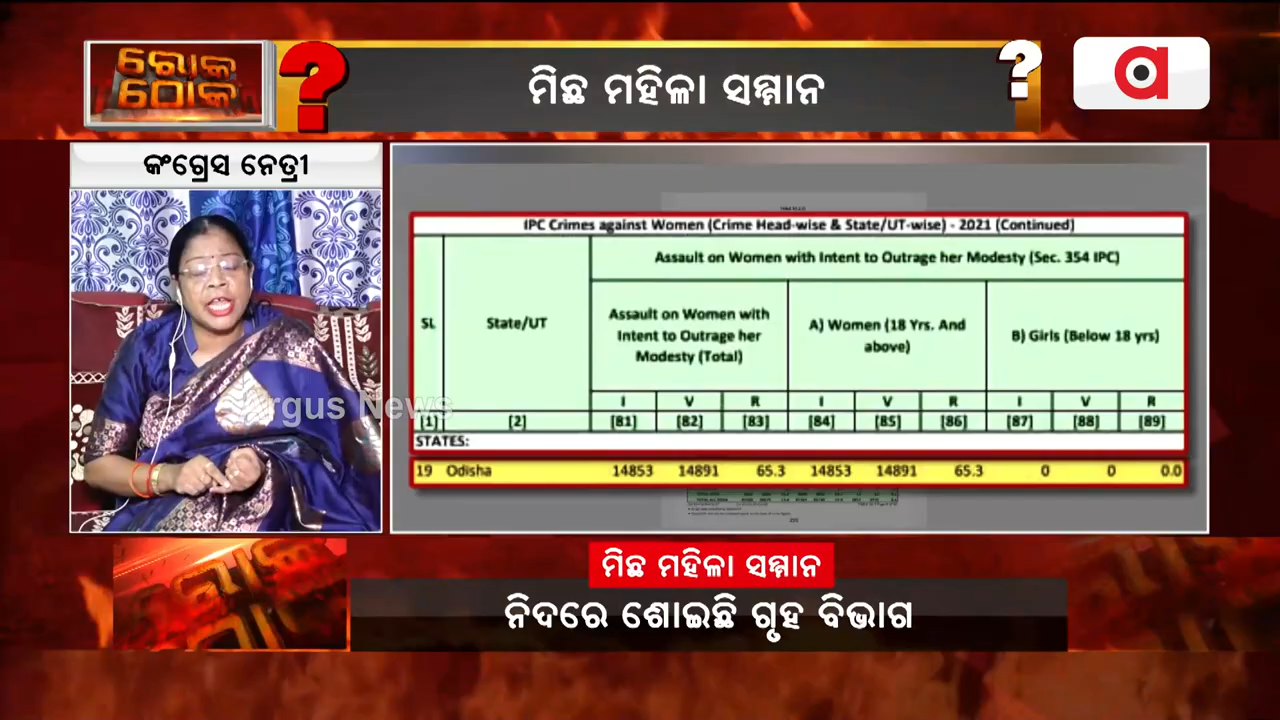 ରୋକ
ଠୋକ
?
ମିଛ ମହିଳା ସମ୍ମାନ
?
a
କଂଗ୍ରେସ ନେତ୍ରୀ
IPC Crimes against Women (Crime Head-wise & State/UT-wise) - 2021 (Continued)
SL
State/UT
Assault on Women with Intent to Outrage her Modesty (Sec. 354 IPC)
Assault on Women with
Intent to Outrage her
Modesty (Total)
A) Women (18 Yrs. And
above)
B) Girls (Below 18 yrs)
I V R I V R I V R
[1] [2] [81] [82] [83] [84] [85] [86] [87] [88] [89]
STATES:
19 Odisha 14853 14891 65.3 14853 14891 65.3 0 0 0.0
Argus News
ମିଛ ମହିଳା ସମ୍ମାନ
ନିଦରେ ଶୋଇଛି ଗୃହ ବିଭାଗ